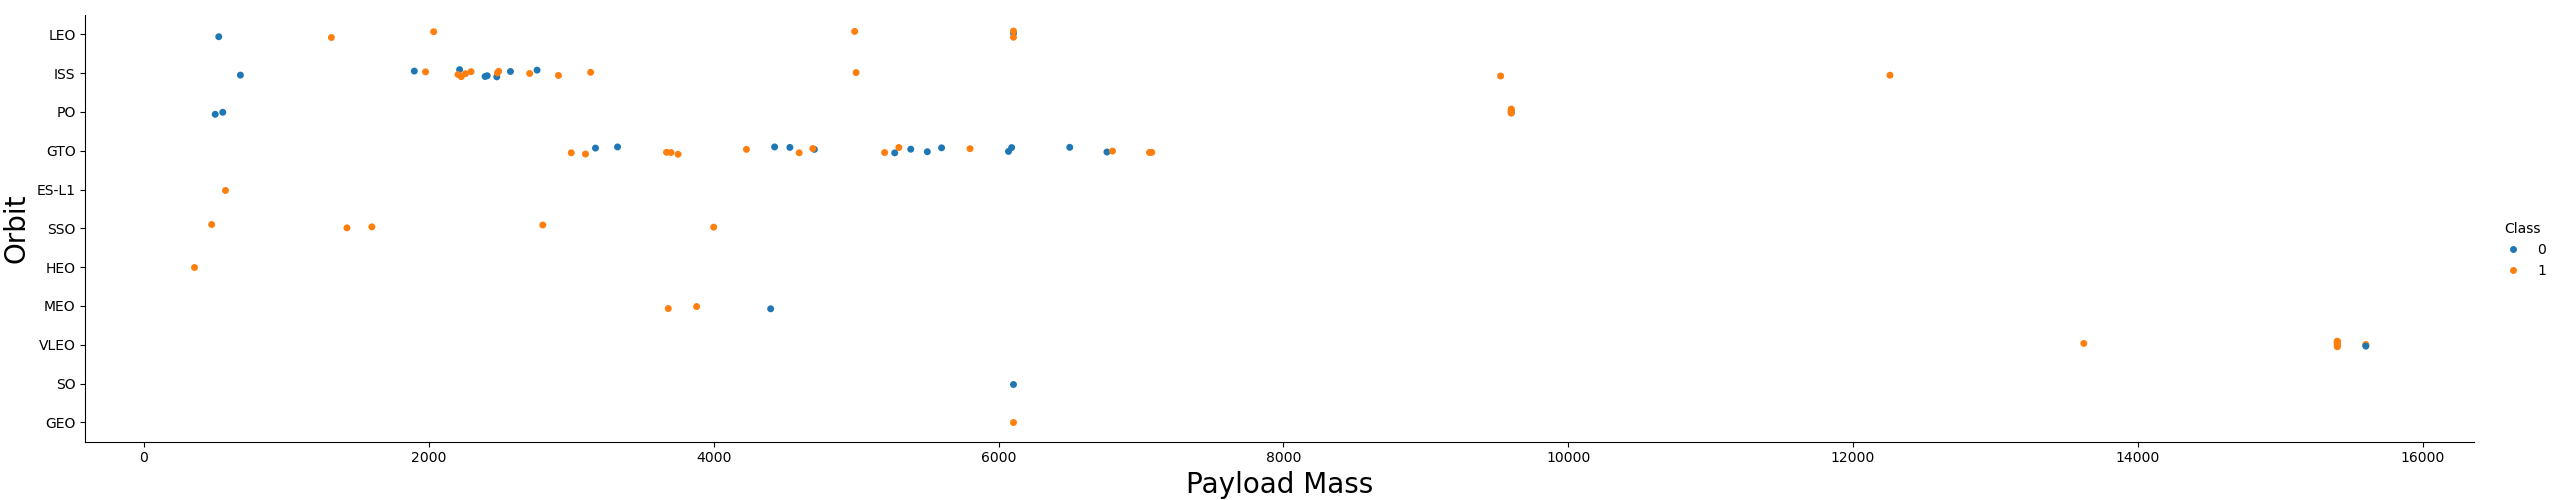 LEO
ISS
PO
GTO
ES-L1
SSO
HEO
MEO
VLEO
SO
GEO
Orbit
0 2000 4000 6000 8000 10000 12000 14000 16000
Payload Mass
Class
0
1